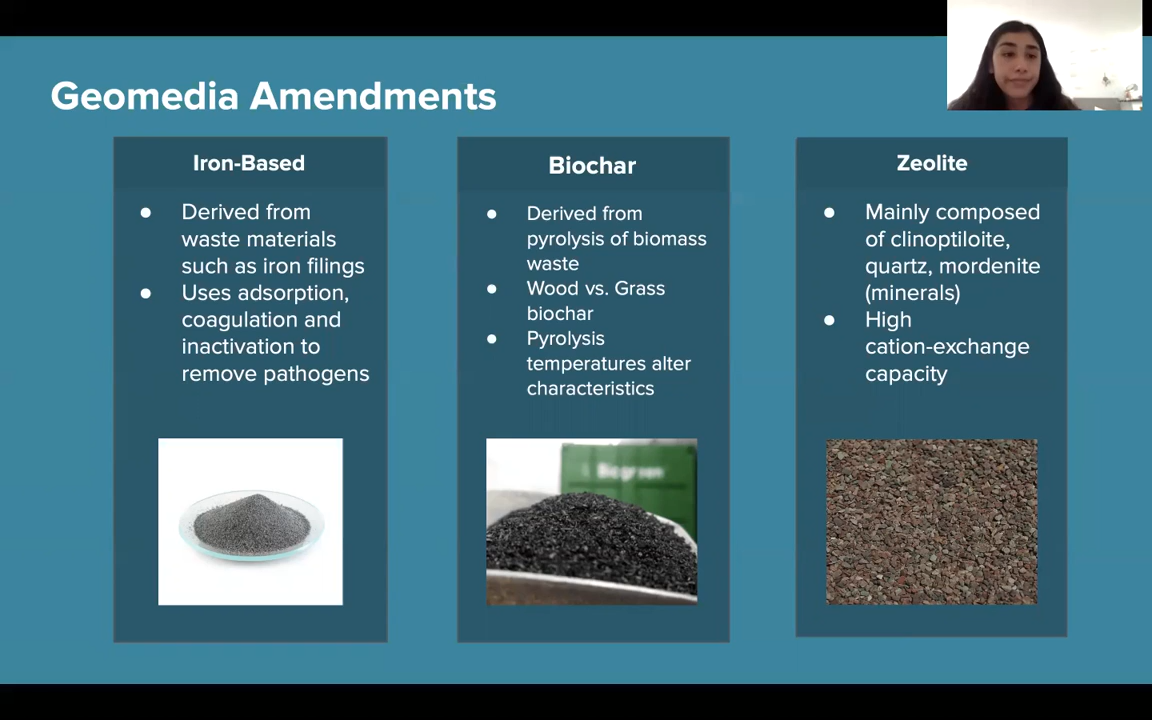 Geomedia Amendments
Iron-Based
● Derived from
waste materials
such as iron filings
● Uses adsorption,
coagulation and
inactivation to
remove pathogens
Biochar
● Derived from
pyrolysis of biomass
waste
● Wood vs. Grass
biochar
● Pyrolysis
temperatures alter
characteristics
Zeolite
● Mainly composed
of clinoptiloite,
quartz, mordenite
(minerals)
● High
cation-exchange
capacity